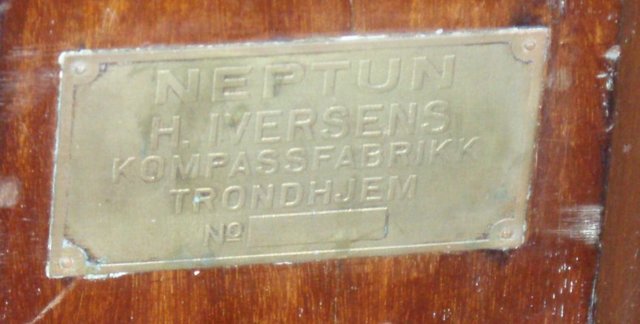 NEPTUN
H. IVERSENS
KOMPASSFABRIKK
TRONDHJEM
No